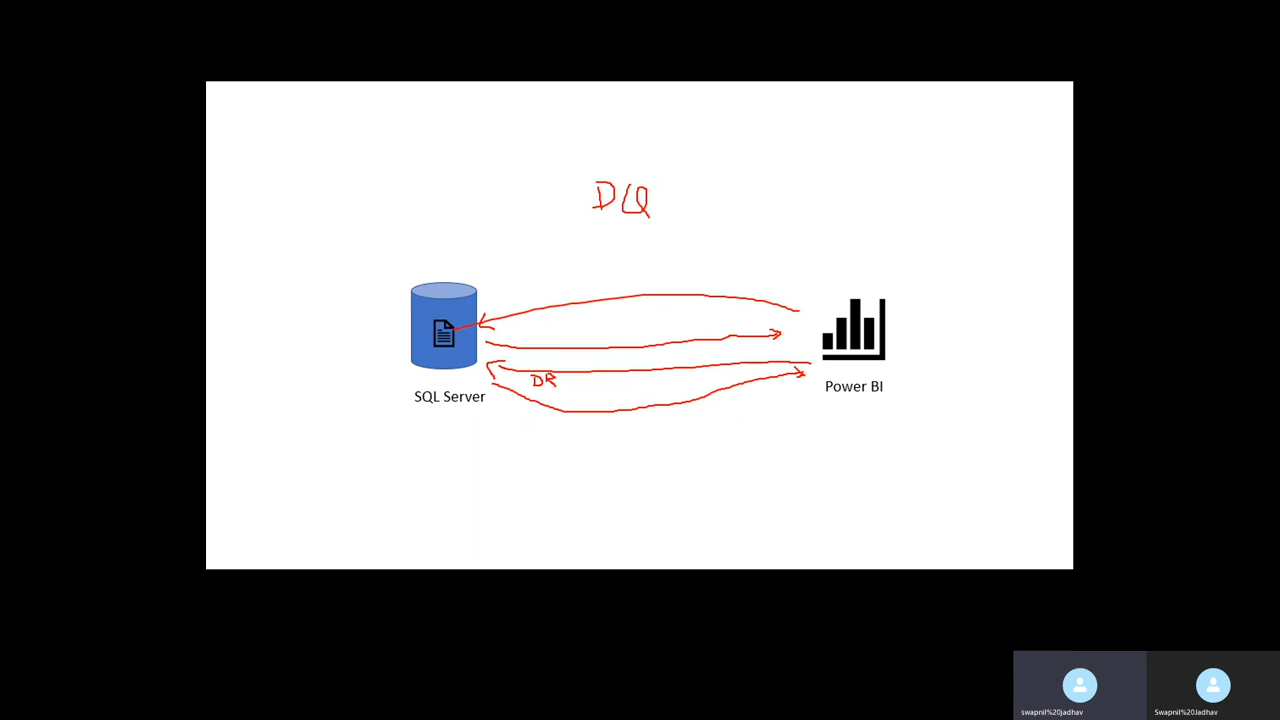 DQ
DR
SQL Server
Power BI
swapnil%20jadhav
Swapnil%20Jadhav